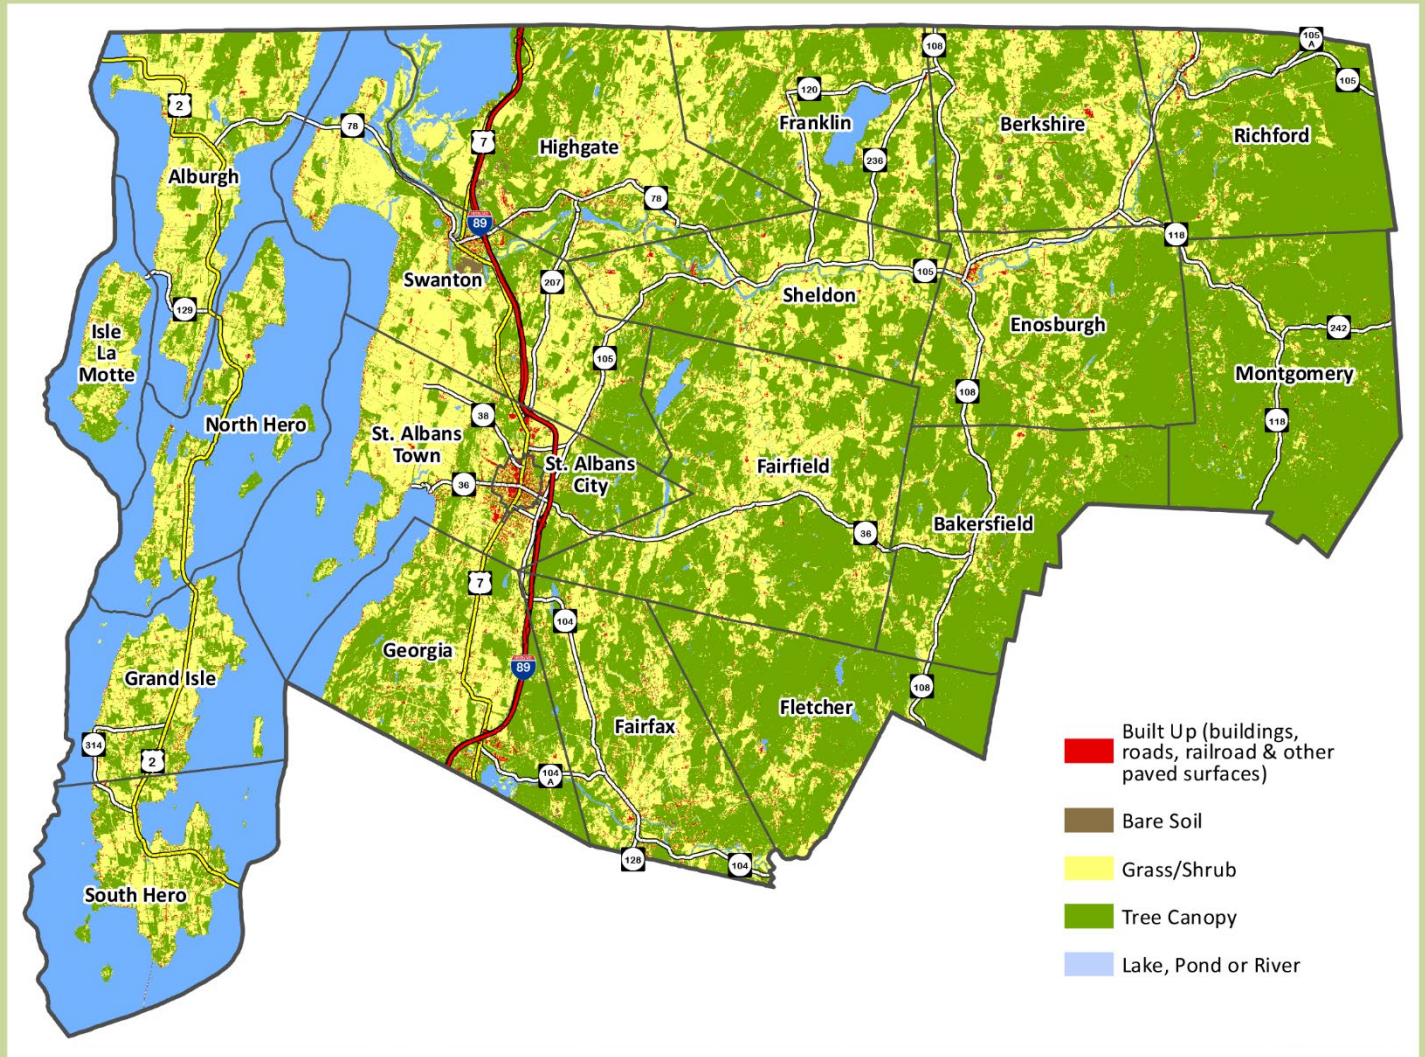 105
A
108
105
120
2
Franklin
Berkshire
78
Richford
7
Highgate
236
Alburgh
78
89
118
Swanton
207
105
Sheldon
129
Isle
La
Motte
Enosburgh
242
105
Montgomery
108
38
118
North Hero
St. Albans
Town
St. Albans
City
Fairfield
36
Bakersfield
36
7
104
Georgia
89
Grand Isle
108
Fletcher
Fairfax
314
2
104
A
128
104
South Hero
Built Up (buildings,
roads, railroad & other
paved surfaces)
Bare Soil
Grass/Shrub
Tree Canopy
Lake, Pond or River